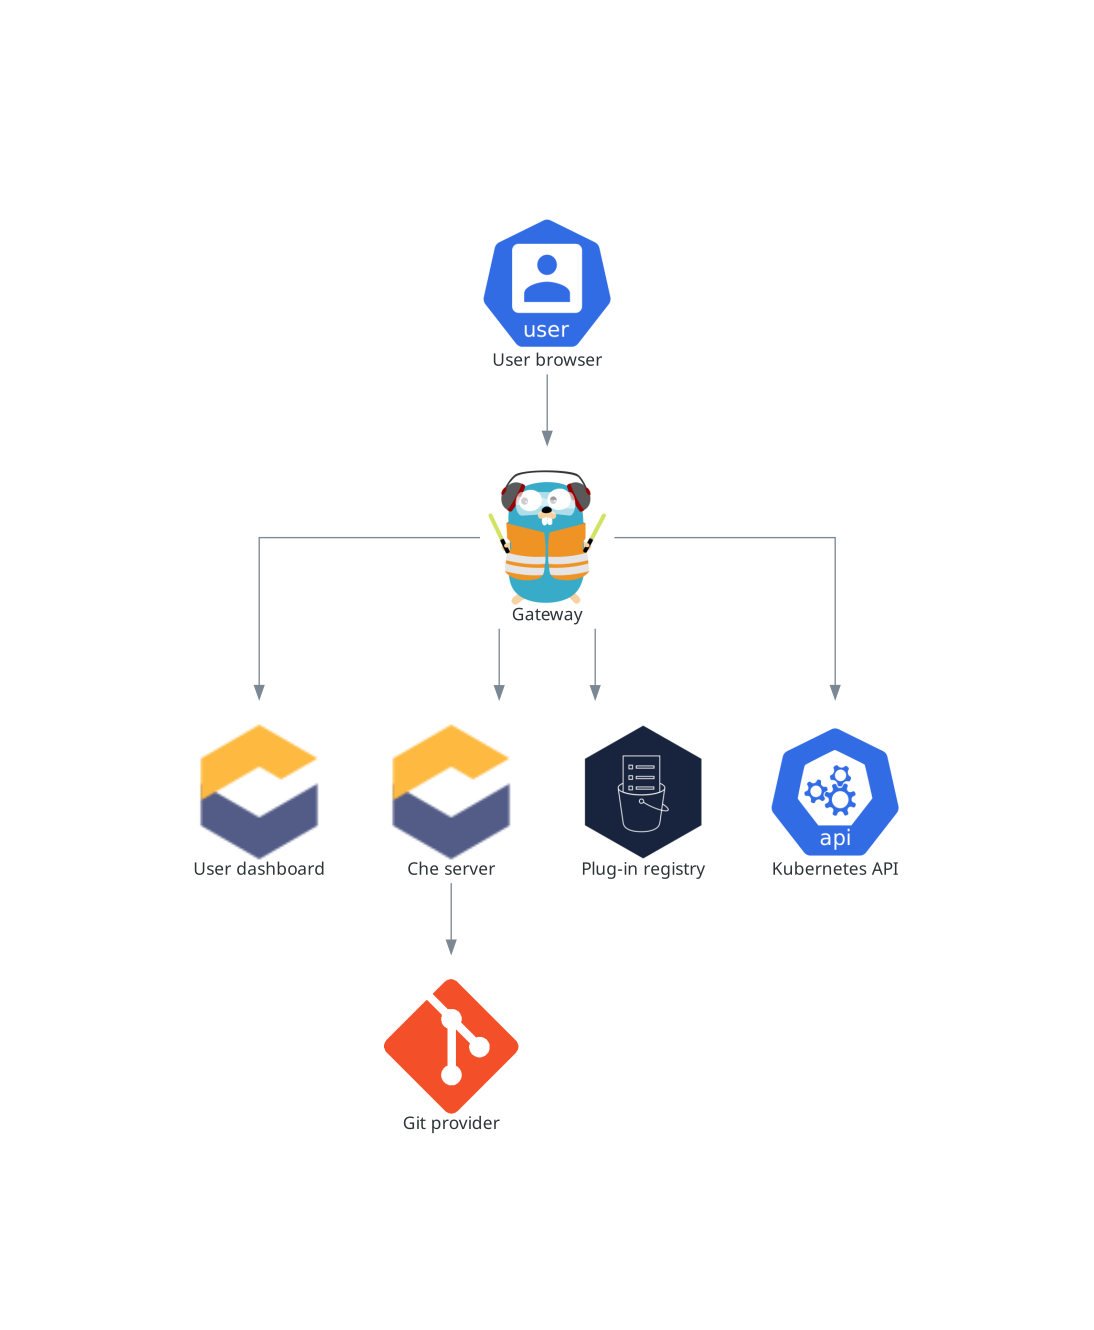 user
User browser
Gateway
User dashboard
Che server
Plug-in registry
api
Kubernetes API
Git provider